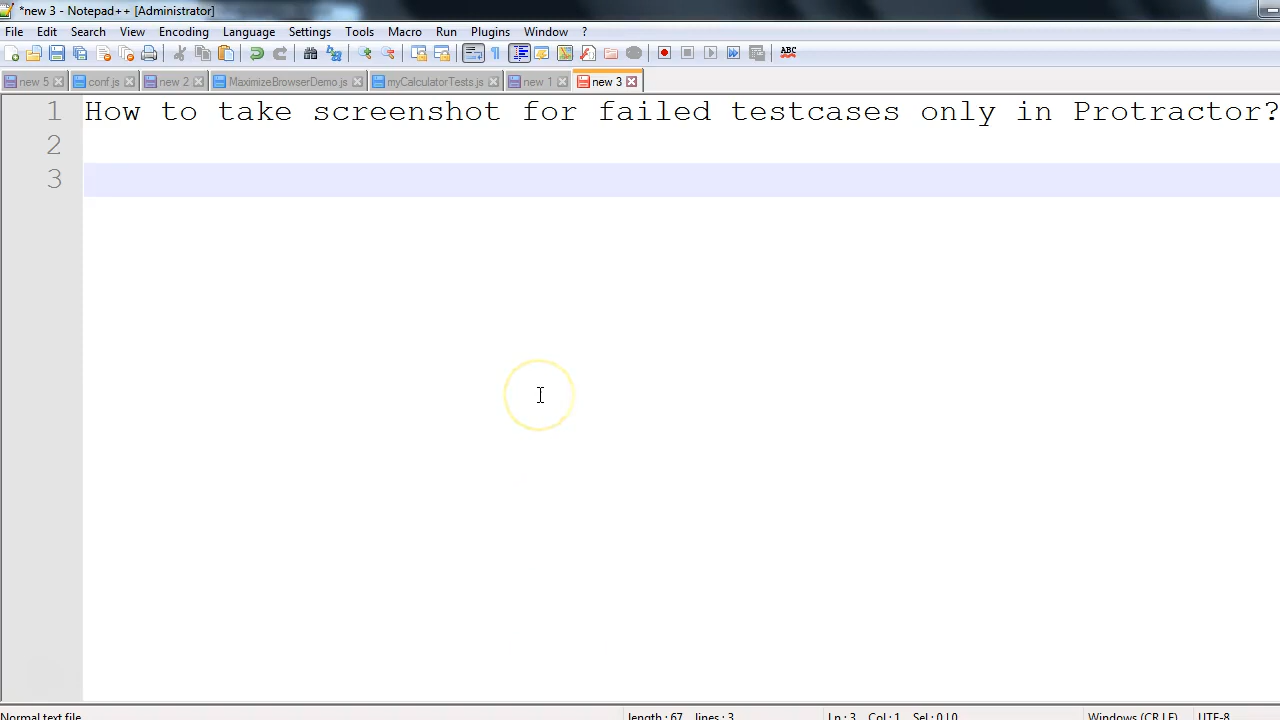 *new 3 - Notepad++ [Administrator]
File Edit Search View Encoding Language Settings Tools Macro Run Plugins Window ?
ABC
new 5 conf.js new 2 MaximizeBrowserDemo.js myCalculatorTests.js new 1 new 3
1 How to take screenshot for failed testcases only in Protractor?
2
3
Normal text file length : 67 lines : 3 Ln : 3 Col : 1 Sel : 0 | 0 Windows (CR LF) UTF-8